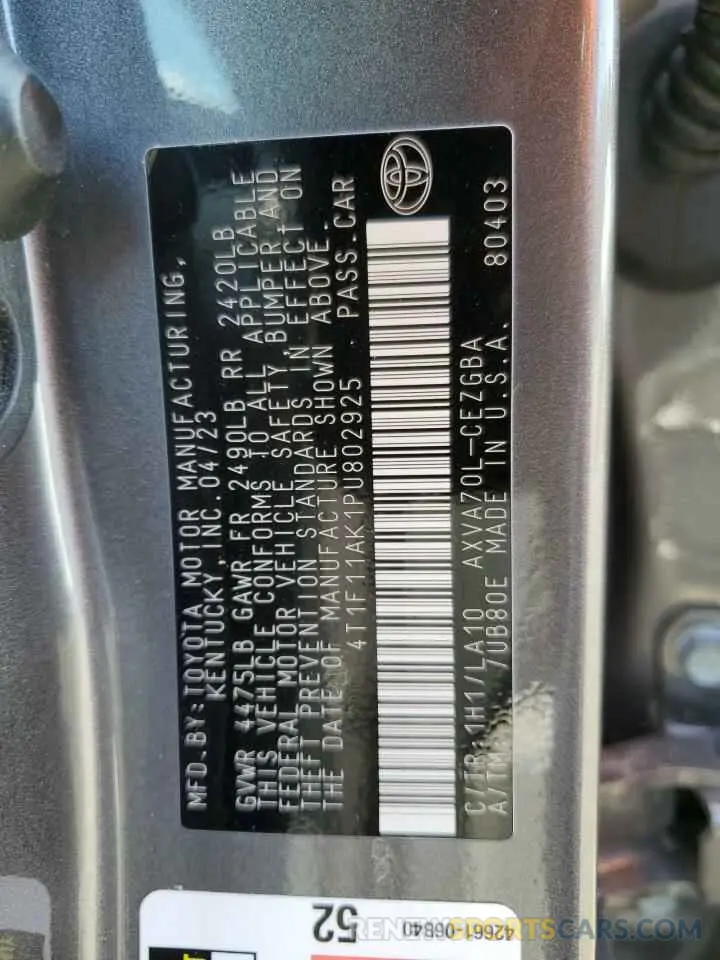 MFD.BY:TOYOTA MOTOR MANUFACTURING,
KENTUCKY,INC.04/23
GVWR 4475LB GAWR FR 2490LB RR 2420LB
THIS VEHICLE CONFORMS TO ALL APPLICABLE
FEDERAL MOTOR VEHICLE SAFETY,BUMPER AND
THEFT PREVENTION STANDARDS IN EFFECT ON
THE DATE OF MANUFACTURE SHOWN ABOVE.
4T1F11AK1PU802925 PASS.CAR
C/TR 1H1/LA10 AXVA70L-CEZGBA
A/TM 7UB80E MADE IN U.S.A. 80403
52
42661-06840
RENEWSPORTSCARS.COM